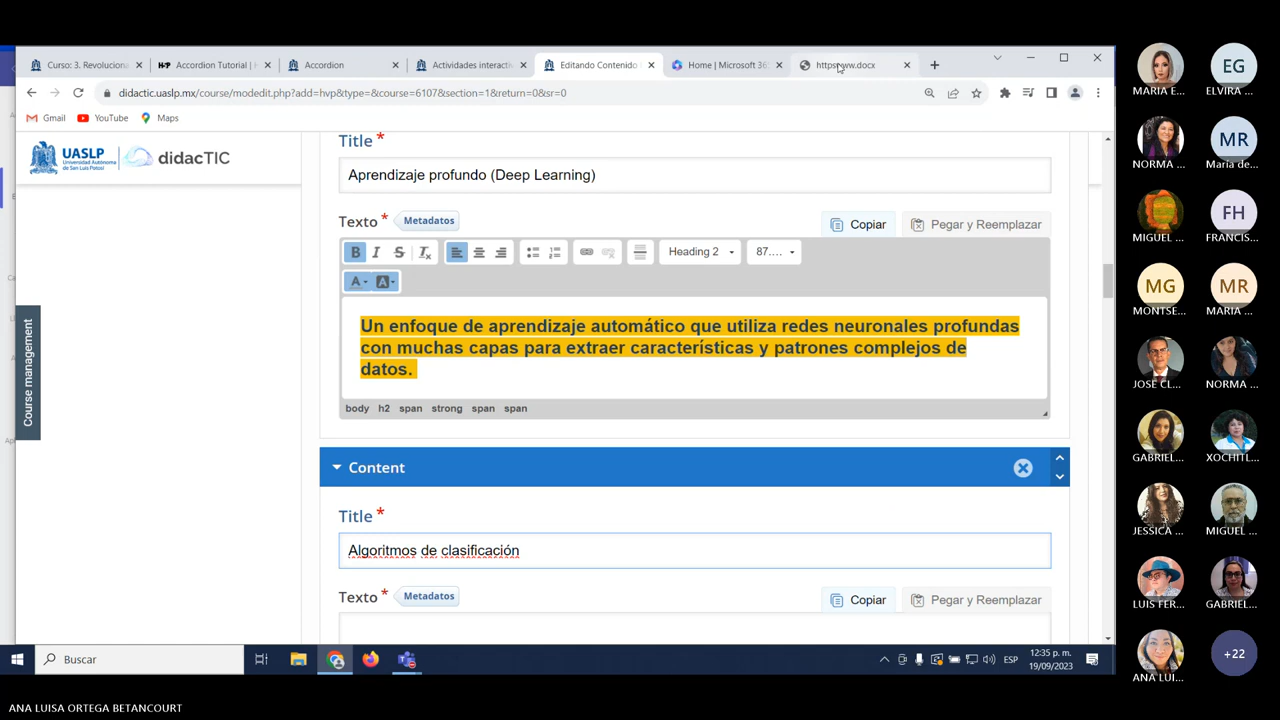 Curso: 3. Revoluciona
Accordion Tutorial | H
Accordion
Actividades interactiv
Editando Contenido
Home | Microsoft 36
httpswww.docx
didactic.uaslp.mx/course/modedit.php?add=hvp&type=&course=6107&section=1&return=0&sr=0
Gmail
YouTube
Maps
UASLP
Universidad Autónoma
de San Luis Potosí
didacTIC
Course management
Title *
Aprendizaje profundo (Deep Learning)
Texto * Metadatos
Copiar
Pegar y Reemplazar
Heading 2
87....
Un enfoque de aprendizaje automático que utiliza redes neuronales profundas
con muchas capas para extraer características y patrones complejos de
datos.
body h2 span strong span span
Content
Title *
Algoritmos de clasificación
Texto * Metadatos
Copiar
Pegar y Reemplazar
Buscar
ESP
12:35 p. m.
19/09/2023
MARIA E...
EG
ELVIRA ...
NORMA ...
MR
María de...
MIGUEL ...
FH
FRANCIS...
MG
MONTSE...
MR
MARIA ...
JOSE CL...
NORMA ...
GABRIEL...
XOCHITL...
JESSICA ...
MIGUEL ...
LUIS FER...
GABRIEL...
ANA LUI...
+22
ANA LUISA ORTEGA BETANCOURT